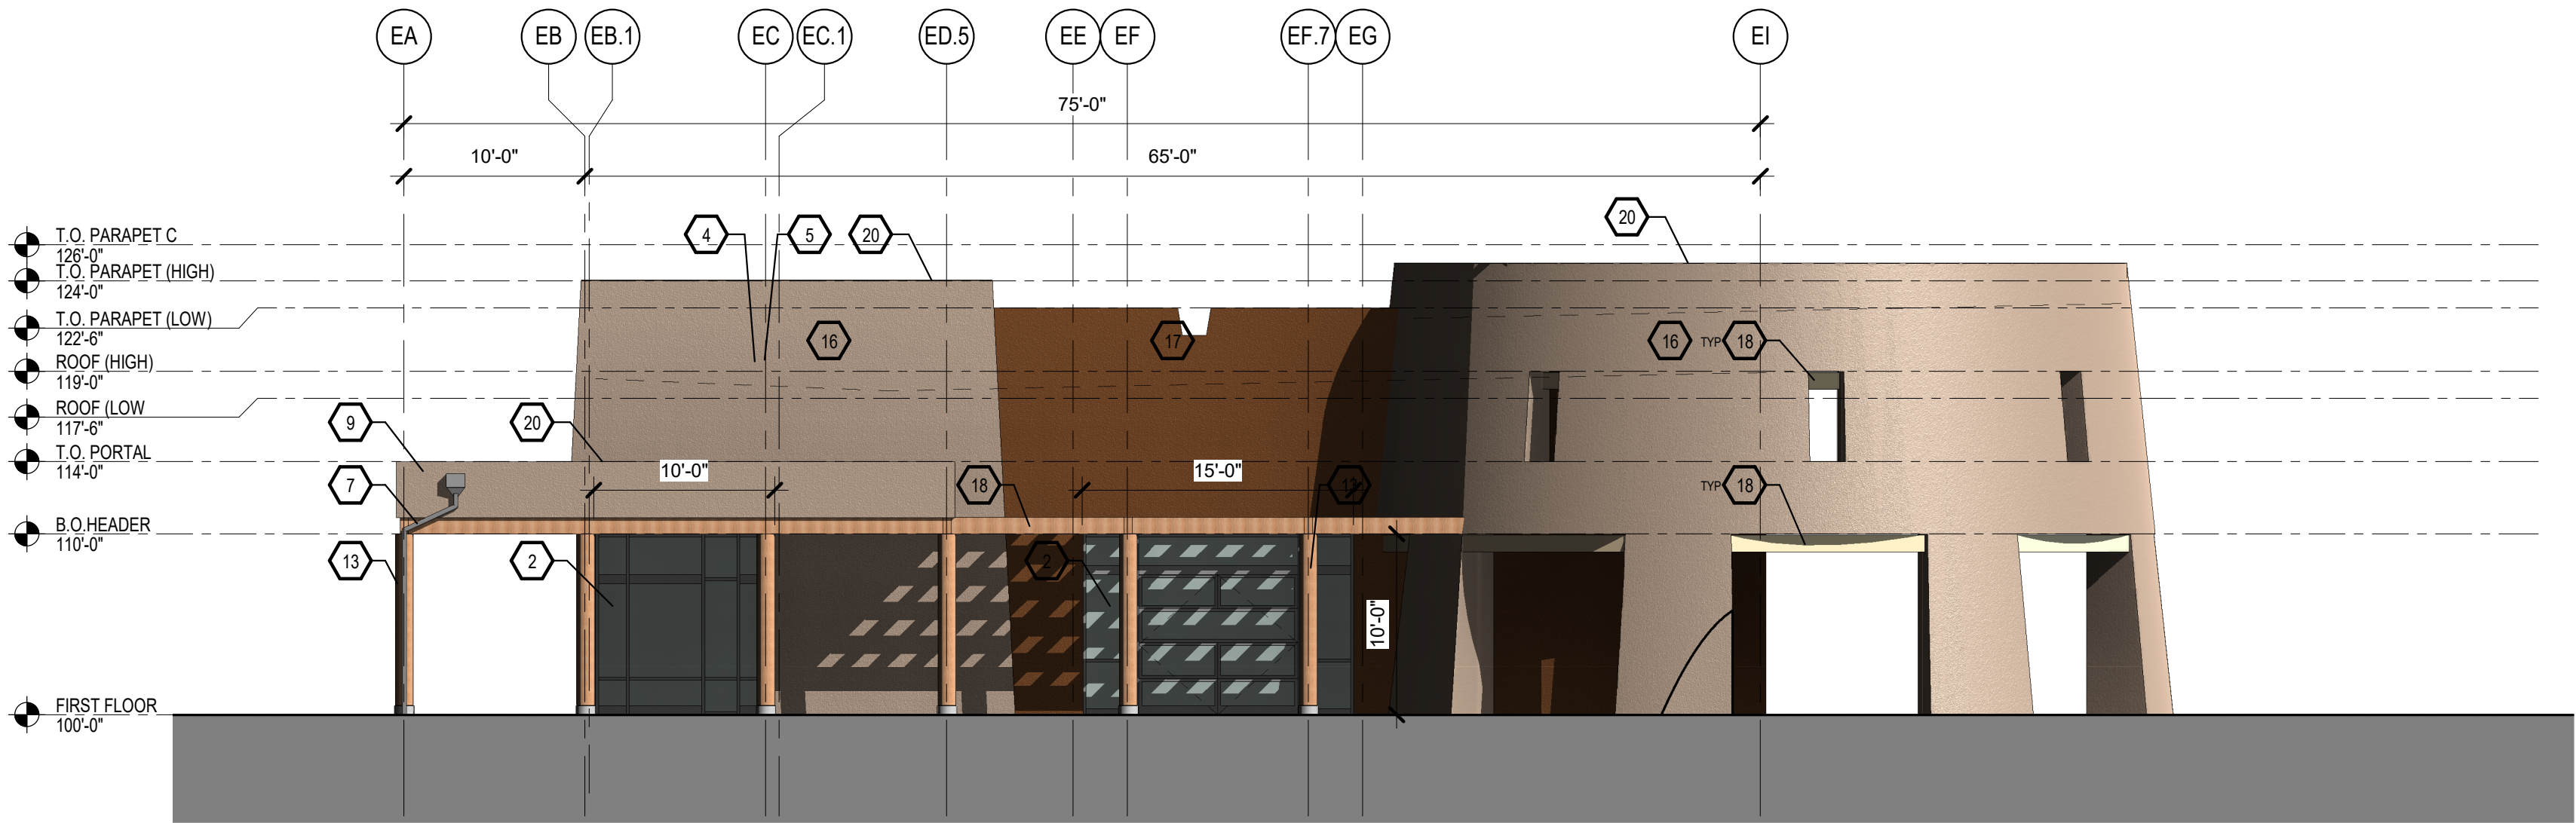 EA
EB
EB.1
EC
EC.1
ED.5
EE
EF
EF.7
EG
EI
75'-0"
10'-0"
65'-0"
T.O. PARAPET C
126'-0"
T.O. PARAPET (HIGH)
124'-0"
T.O. PARAPET (LOW)
122'-6"
ROOF (HIGH)
119'-0"
ROOF (LOW
117'-6"
T.O. PORTAL
114'-0"
B.O.HEADER
110'-0"
FIRST FLOOR
100'-0"
4
5
20
20
16
17
16
TYP 18
9
20
10'-0"
15'-0"
7
18
13
TYP 18
13
2
2
10'-0"